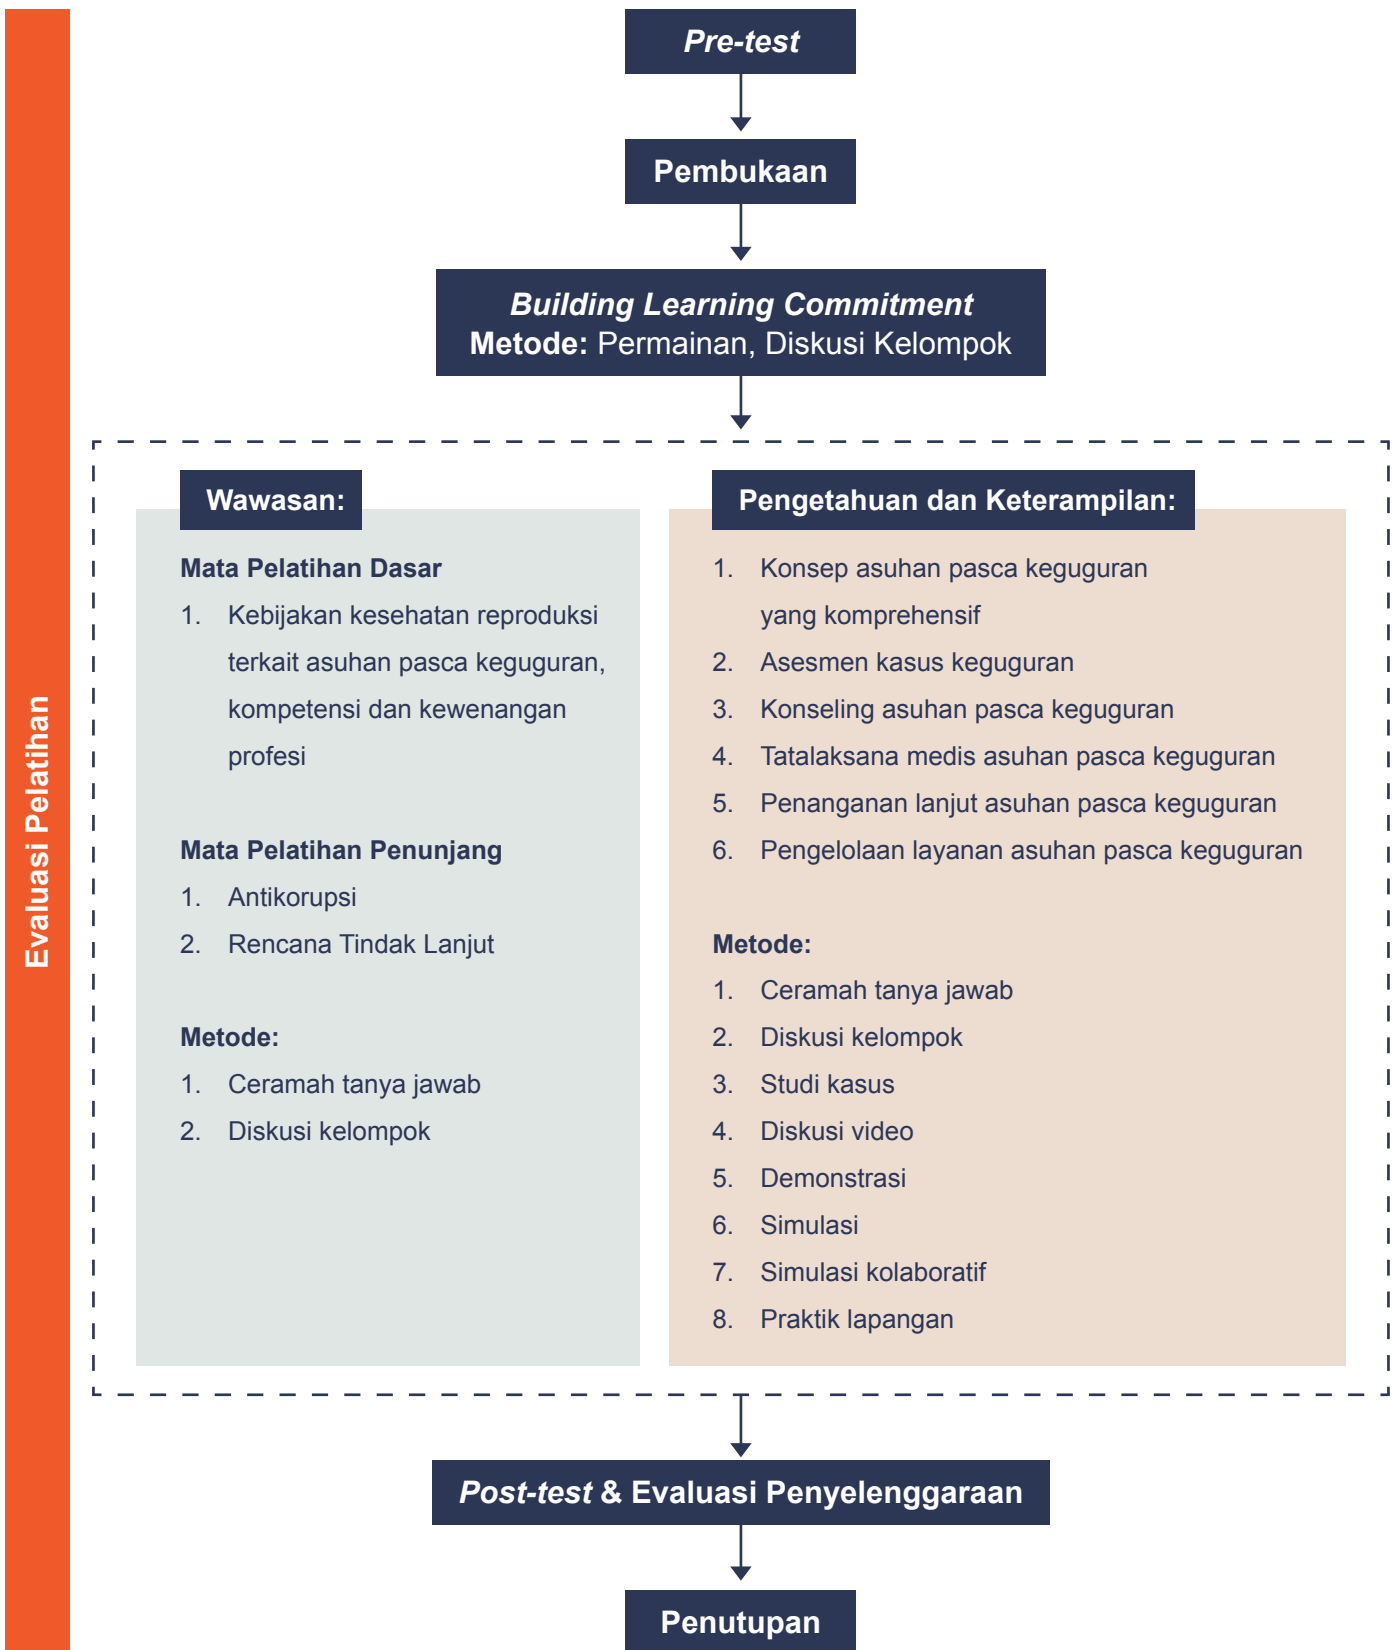 Evaluasi Pelatihan
Pre-test
Pembukaan
Building Learning Commitment
Metode: Permainan, Diskusi Kelompok
Wawasan:
Mata Pelatihan Dasar
1. Kebijakan kesehatan reproduksi
terkait asuhan pasca keguguran,
kompetensi dan kewenangan
profesi
Mata Pelatihan Penunjang
1. Antikorupsi
2. Rencana Tindak Lanjut
Metode:
1. Ceramah tanya jawab
2. Diskusi kelompok
Pengetahuan dan Keterampilan:
1. Konsep asuhan pasca keguguran
yang komprehensif
2. Asesmen kasus keguguran
3. Konseling asuhan pasca keguguran
4. Tatalaksana medis asuhan pasca keguguran
5. Penanganan lanjut asuhan pasca keguguran
6. Pengelolaan layanan asuhan pasca keguguran
Metode:
1. Ceramah tanya jawab
2. Diskusi kelompok
3. Studi kasus
4. Diskusi video
5. Demonstrasi
6. Simulasi
7. Simulasi kolaboratif
8. Praktik lapangan
Post-test & Evaluasi Penyelenggaraan
Penutupan